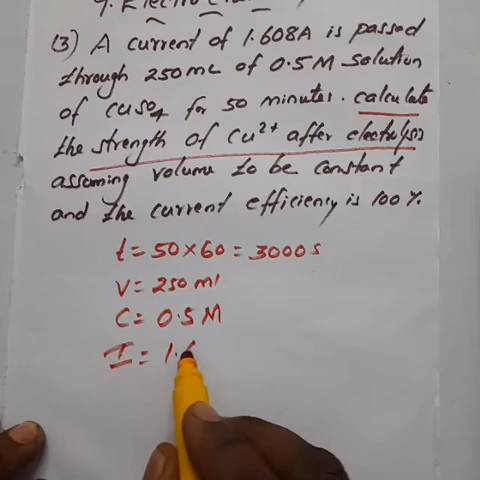 (3) A current of 1.608A is passed
through 250mL of 0.5M solution
of CuSO4 for 50 minutes. calculate
the strength of Cu²⁺ after electrolysis
assuming volume to be constant
and the current efficiency is 100%.
t = 50 × 60 = 3000s
V = 250 ml
C = 0.5 M
I = 1.6